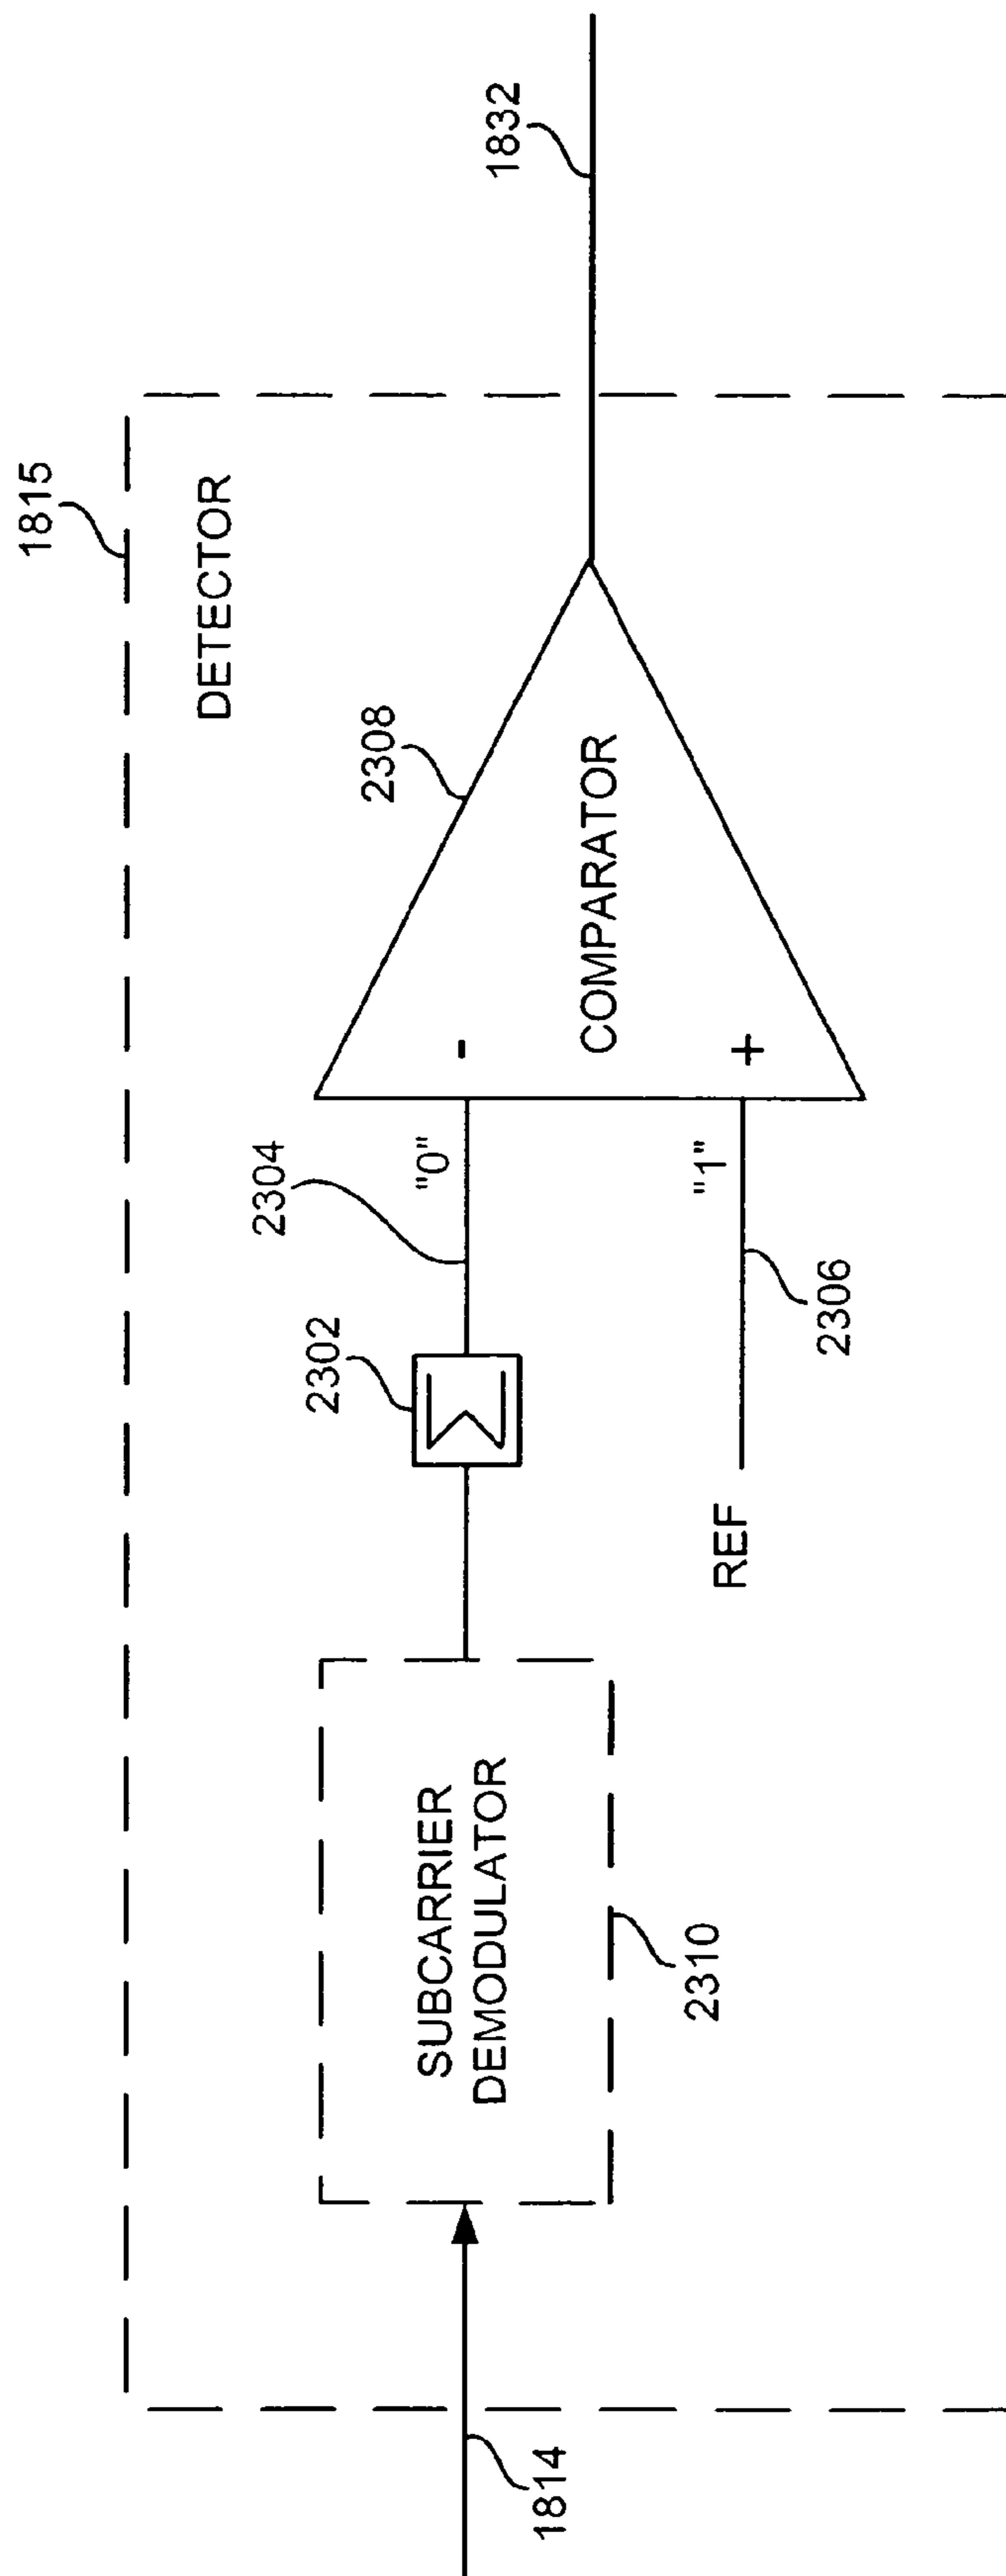 1815
DETECTOR
1832
2308
COMPARATOR
-
+
2304
"0"
"1"
2302
2306
REF
SUBCARRIER
DEMODULATOR
2310
1814
Σ